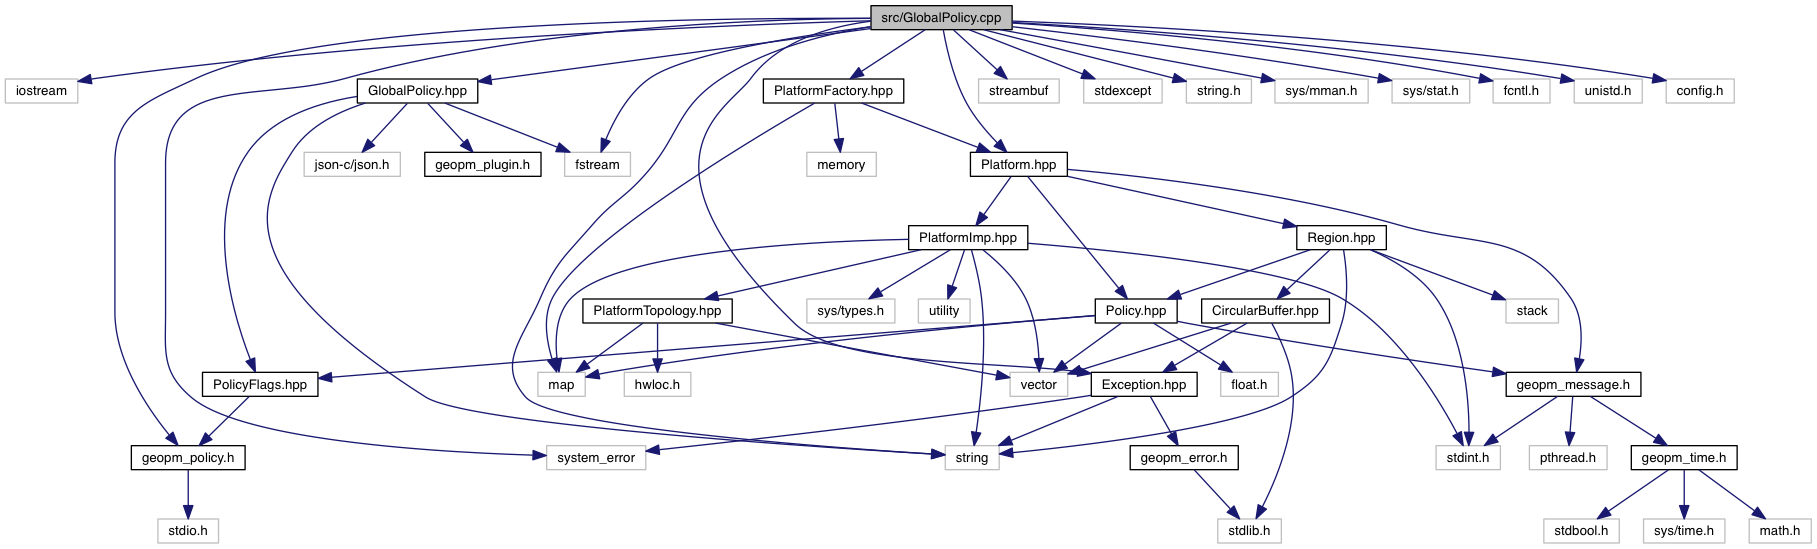 src/GlobalPolicy.cpp
iostream
GlobalPolicy.hpp
PlatformFactory.hpp
streambuf
stdexcept
string.h
sys/mman.h
sys/stat.h
fcntl.h
unistd.h
config.h
json-c/json.h
geopm_plugin.h
fstream
memory
Platform.hpp
PlatformImp.hpp
Region.hpp
PlatformTopology.hpp
sys/types.h
utility
Policy.hpp
CircularBuffer.hpp
stack
PolicyFlags.hpp
map
hwloc.h
vector
Exception.hpp
float.h
geopm_message.h
geopm_policy.h
system_error
string
geopm_error.h
stdint.h
pthread.h
geopm_time.h
stdio.h
stdlib.h
stdbool.h
sys/time.h
math.h